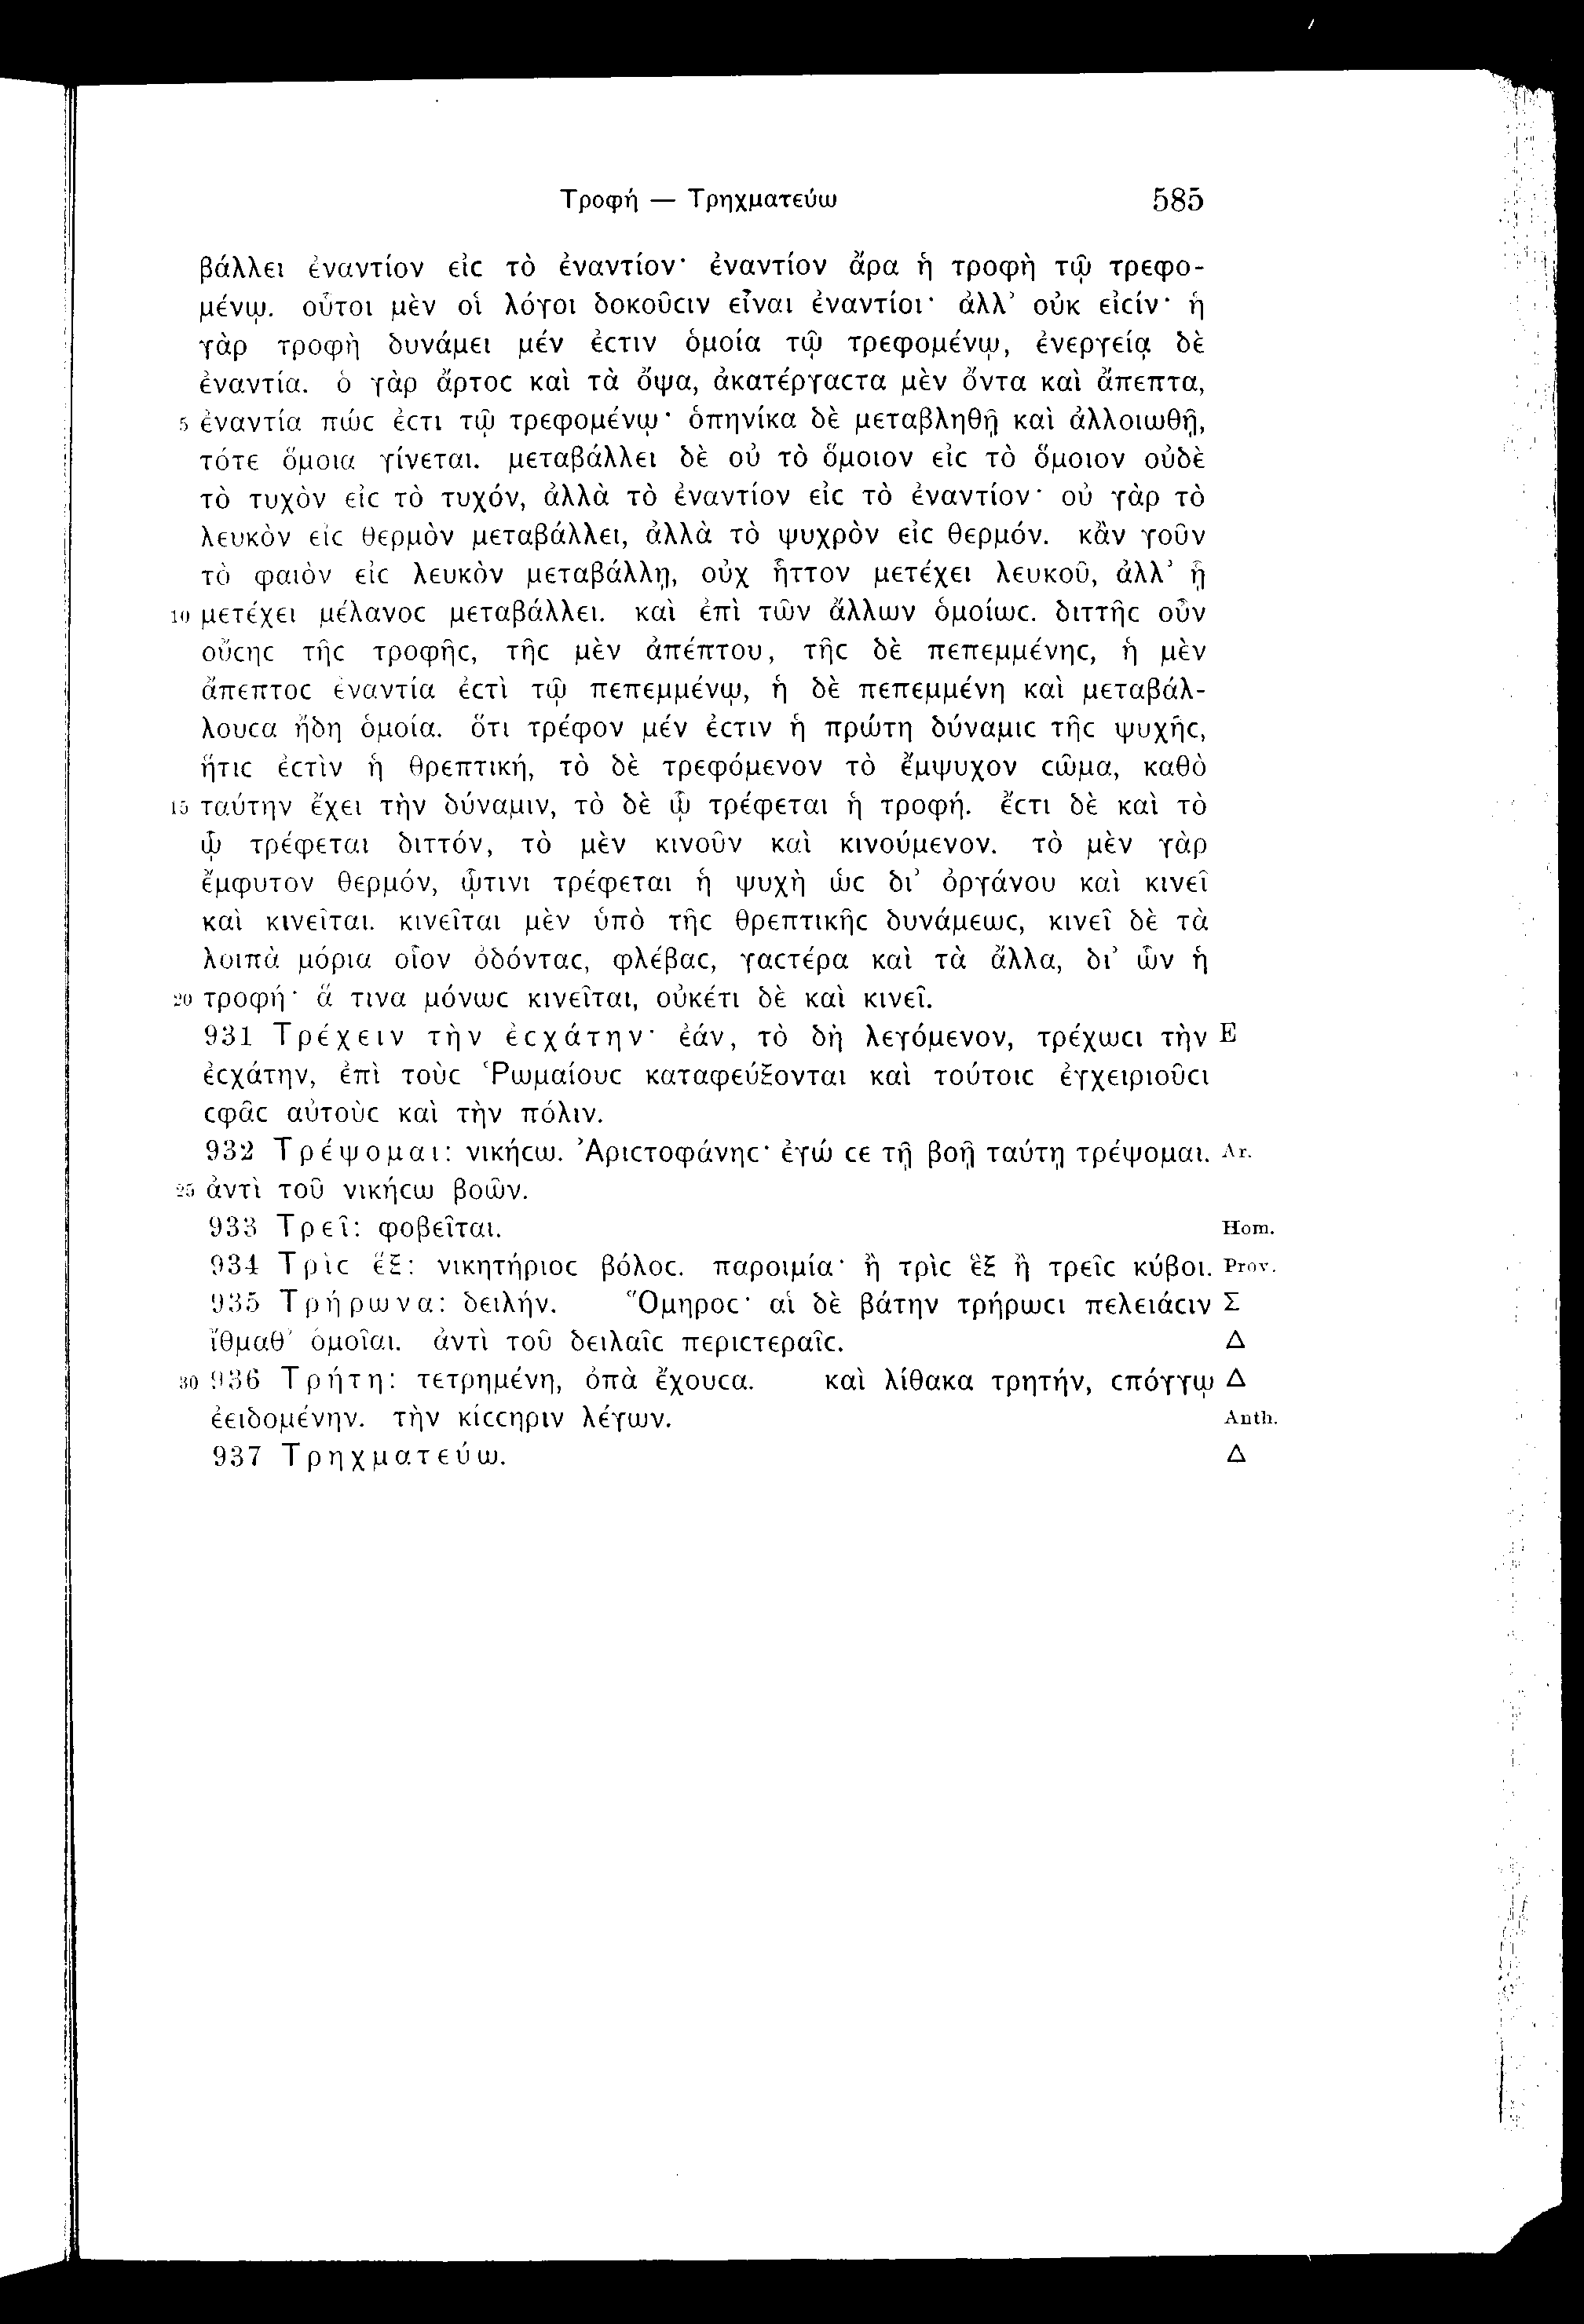 Τροφή — Τρηχματεύω 585
βάλλει ἐναντίον εἰϲ τὸ ἐναντίον· ἐναντίον ἄρα ἡ τροφὴ τῷ τρεφο-
μένῳ. οὗτοι μὲν οἱ λόγοι δοκοῦϲιν εἶναι ἐναντίοι· ἀλλ’ οὐκ εἰϲίν· ἡ
γὰρ τροφὴ δυνάμει μέν ἐϲτιν ὁμοία τῷ τρεφομένῳ, ἐνεργείᾳ δὲ
ἐναντία. ὁ γὰρ ἄρτοϲ καὶ τὰ ὄψα, ἀκατέργαϲτα μὲν ὄντα καὶ ἄπεπτα,
5 ἐναντία πώϲ ἐϲτι τῷ τρεφομένῳ· ὁπηνίκα δὲ μεταβληθῇ καὶ ἀλλοιωθῇ,
τότε ὅμοια γίνεται. μεταβάλλει δὲ οὐ τὸ ὅμοιον εἰϲ τὸ ὅμοιον οὐδὲ
τὸ τυχὸν εἰϲ τὸ τυχόν, ἀλλὰ τὸ ἐναντίον εἰϲ τὸ ἐναντίον· οὐ γὰρ τὸ
λευκὸν εἰϲ θερμὸν μεταβάλλει, ἀλλὰ τὸ ψυχρὸν εἰϲ θερμόν. κἂν γοῦν
τὸ φαιὸν εἰϲ λευκὸν μεταβάλλῃ, οὐχ ἧττον μετέχει λευκοῦ, ἀλλ’ ᾗ
10 μετέχει μέλανοϲ μεταβάλλει. καὶ ἐπὶ τῶν ἄλλων ὁμοίωϲ. διττῆϲ οὖν
οὔϲηϲ τῆϲ τροφῆϲ, τῆϲ μὲν ἀπέπτου, τῆϲ δὲ πεπεμμένηϲ, ἡ μὲν
ἄπεπτοϲ ἐναντία ἐϲτὶ τῷ πεπεμμένῳ, ἡ δὲ πεπεμμένη καὶ μεταβάλ-
λουϲα ἤδη ὁμοία. ὅτι τρέφον μέν ἐϲτιν ἡ πρώτη δύναμιϲ τῆϲ ψυχῆϲ,
ἥτιϲ ἐϲτὶν ἡ θρεπτική, τὸ δὲ τρεφόμενον τὸ ἔμψυχον ϲῶμα, καθὸ
15 ταύτην ἔχει τὴν δύναμιν, τὸ δὲ ᾧ τρέφεται ἡ τροφή. ἔϲτι δὲ καὶ τὸ
ᾧ τρέφεται διττόν, τὸ μὲν κινοῦν καὶ κινούμενον. τὸ μὲν γὰρ
ἔμφυτον θερμόν, ᾧτινι τρέφεται ἡ ψυχὴ ὡϲ δι’ ὀργάνου καὶ κινεῖ
καὶ κινεῖται. κινεῖται μὲν ὑπὸ τῆϲ θρεπτικῆϲ δυνάμεωϲ, κινεῖ δὲ τὰ
λοιπὰ μόρια οἷον ὀδόνταϲ, φλέβαϲ, γαϲτέρα καὶ τὰ ἄλλα, δι’ ὧν ἡ
20 τροφή· ἅ τινα μόνωϲ κινεῖται, οὐκέτι δὲ καὶ κινεῖ.
931 Τρέχειν τὴν ἐϲχάτην· ἐάν, τὸ δὴ λεγόμενον, τρέχωϲι τὴν Ε
ἐϲχάτην, ἐπὶ τοὺϲ Ῥωμαίουϲ καταφεύξονται καὶ τούτοιϲ ἐγχειριοῦϲι
ϲφᾶϲ αὐτοὺϲ καὶ τὴν πόλιν.
932 Τρέψομαι: νικήϲω. Ἀριϲτοφάνηϲ· ἐγώ ϲε τῇ βοῇ ταύτῃ τρέψομαι. Ar.
25 ἀντὶ τοῦ νικήϲω βοῶν.
933 Τρεῖ: φοβεῖται. Hom.
934 Τρὶϲ ἕξ: νικητήριοϲ βόλοϲ. παροιμία· ἢ τρὶϲ ἓξ ἢ τρεῖϲ κύβοι. Prov.
935 Τρήρωνα: δειλήν. Ὅμηροϲ· αἱ δὲ βάτην τρήρωϲι πελειάϲιν Σ
ἴθμαθ’ ὁμοῖαι. ἀντὶ τοῦ δειλαῖϲ περιϲτεραῖϲ. Δ
30 936 Τρήτη: τετρημένη, ὀπὰ ἔχουϲα. καὶ λίθακα τρητήν, ϲπόγγῳ Δ
ἐειδομένην. τὴν κίϲϲηριν λέγων. Anth.
937 Τρηχματεύω. Δ